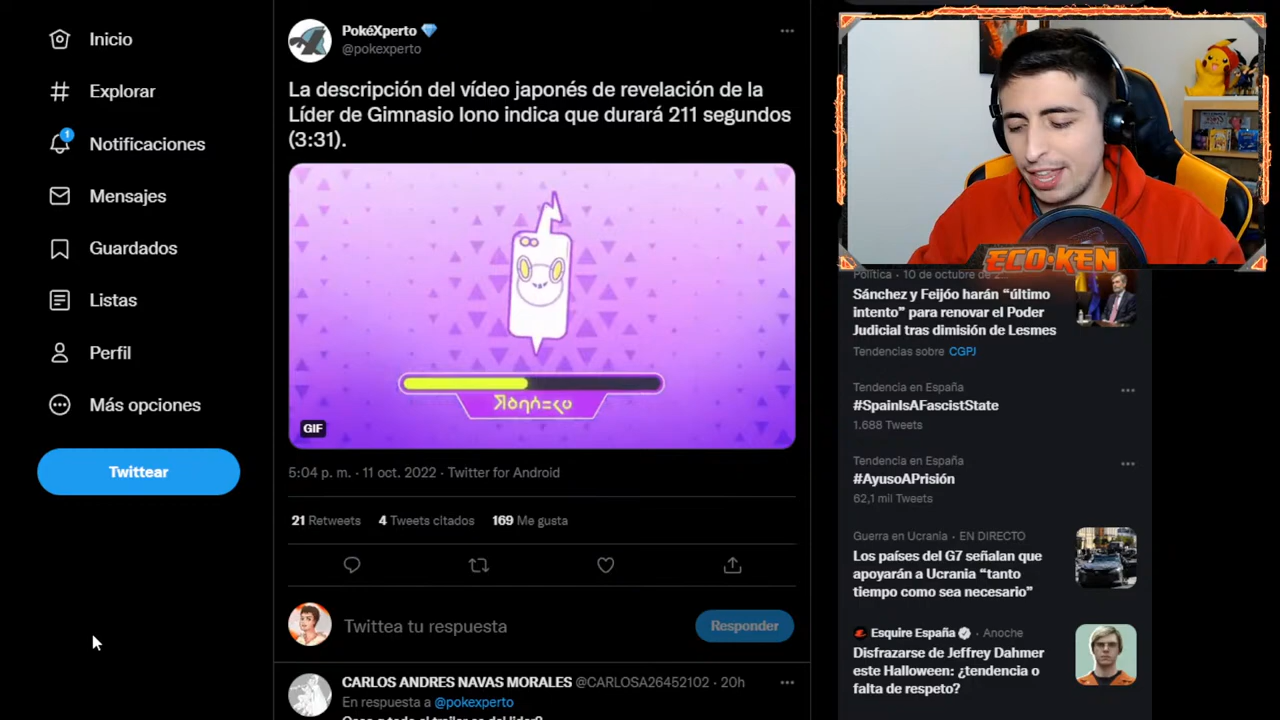 Inicio
Explorar
1
Notificaciones
Mensajes
Guardados
Listas
Perfil
Más opciones
Twittear
PokéXperto
@pokexperto
La descripción del vídeo japonés de revelación de la
Líder de Gimnasio Iono indica que durará 211 segundos
(3:31).
GIF
5:04 p. m. · 11 oct. 2022 · Twitter for Android
21 Retweets 4 Tweets citados 169 Me gusta
Twittea tu respuesta
Responder
CARLOS ANDRES NAVAS MORALES @CARLOSA26452102 · 20h
En respuesta a @pokexperto
ECO·KEN
Política · 10 de octubre de 2...
Sánchez y Feijóo harán “último
intento” para renovar el Poder
Judicial tras dimisión de Lesmes
Tendencias sobre CGPJ
Tendencia en España
#SpainIsAFascistState
1.688 Tweets
Tendencia en España
#AyusoAPrisión
62,1 mil Tweets
Guerra en Ucrania · EN DIRECTO
Los países del G7 señalan que
apoyarán a Ucrania “tanto
tiempo como sea necesario”
Esquire España · Anoche
Disfrazarse de Jeffrey Dahmer
este Halloween: ¿tendencia o
falta de respeto?